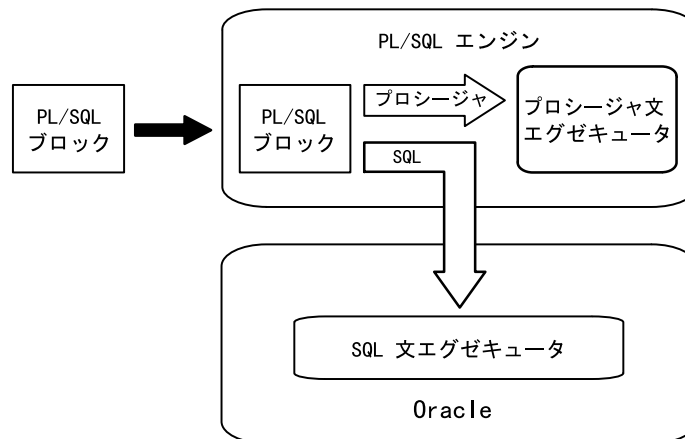 PL/SQL エンジン
PL/SQL
ブロック
PL/SQL
ブロック
プロシージャ
プロシージャ文
エグゼキュータ
SQL
SQL 文エグゼキュータ
Oracle